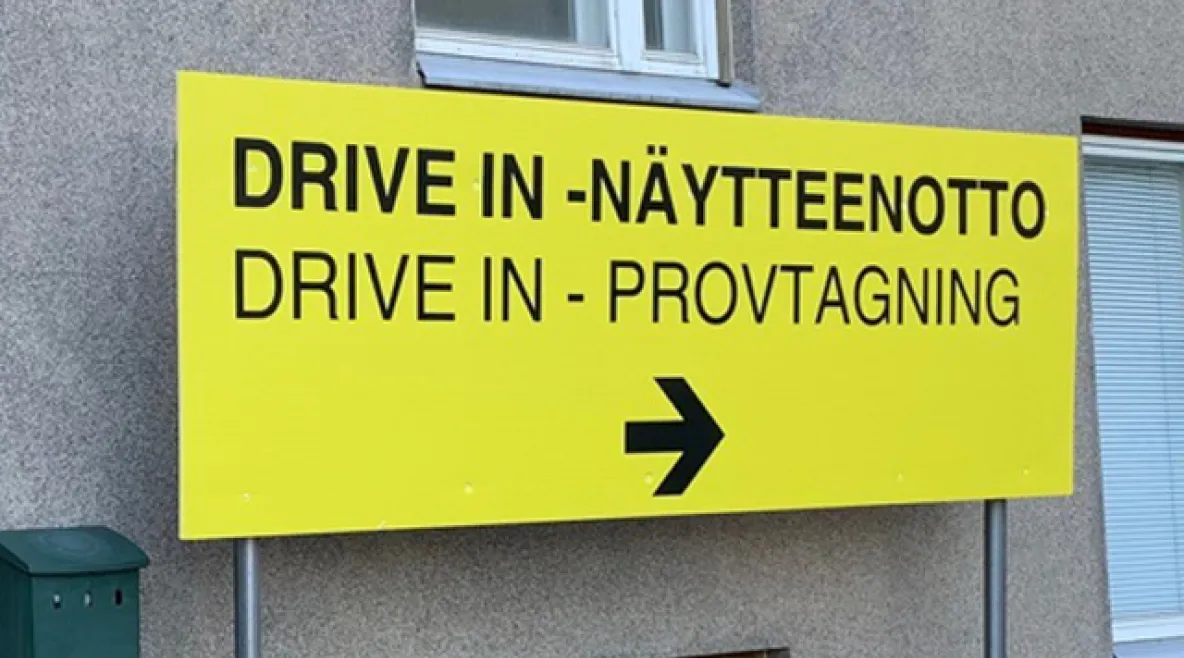 DRIVE IN -NÄYTTEENOTTO
DRIVE IN - PROVTAGNING